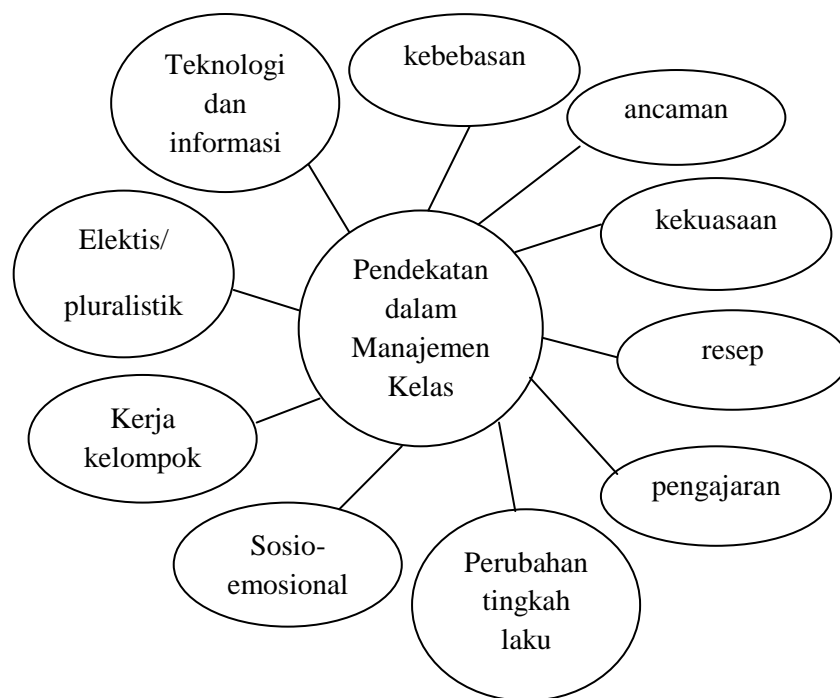 Teknologi
dan
informasi
kebebasan
ancaman
kekuasaan
resep
pengajaran
Perubahan
tingkah
laku
Sosio-
emosional
Kerja
kelompok
Elektis/
pluralistik
Pendekatan
dalam
Manajemen
Kelas